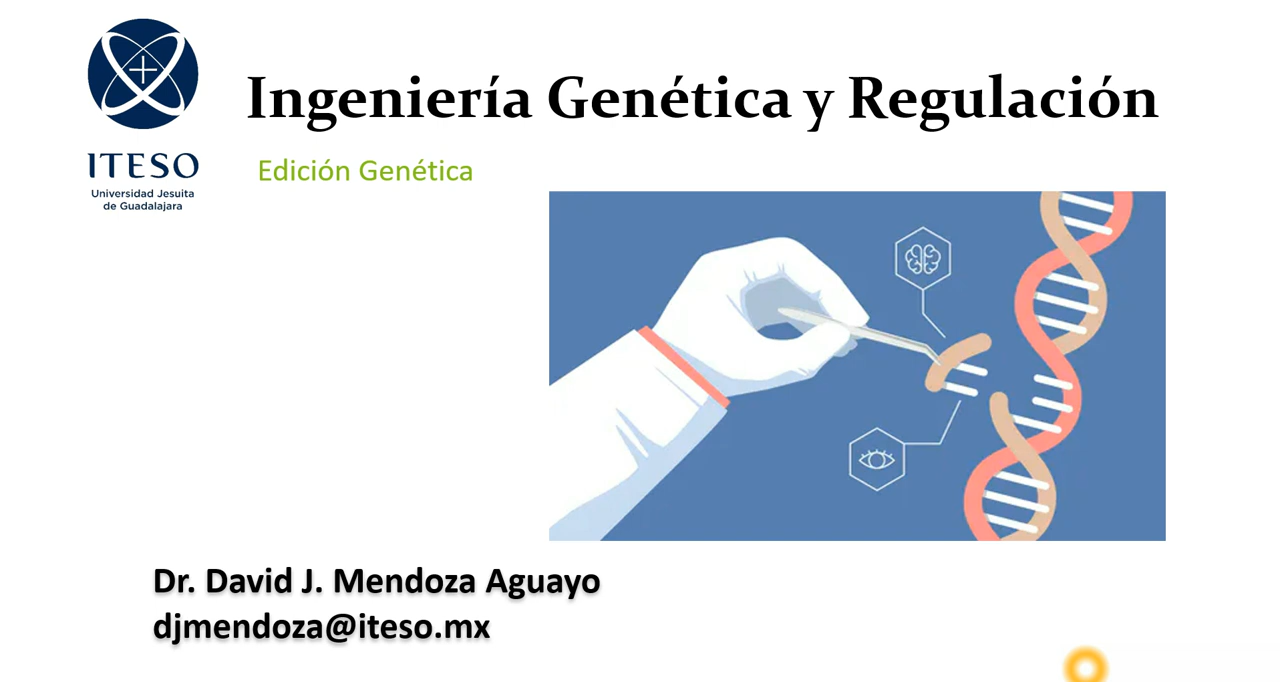 Ingeniería Genética y Regulación
ITESO
Universidad Jesuita
de Guadalajara
Edición Genética
Dr. David J. Mendoza Aguayo
djmendoza@iteso.mx